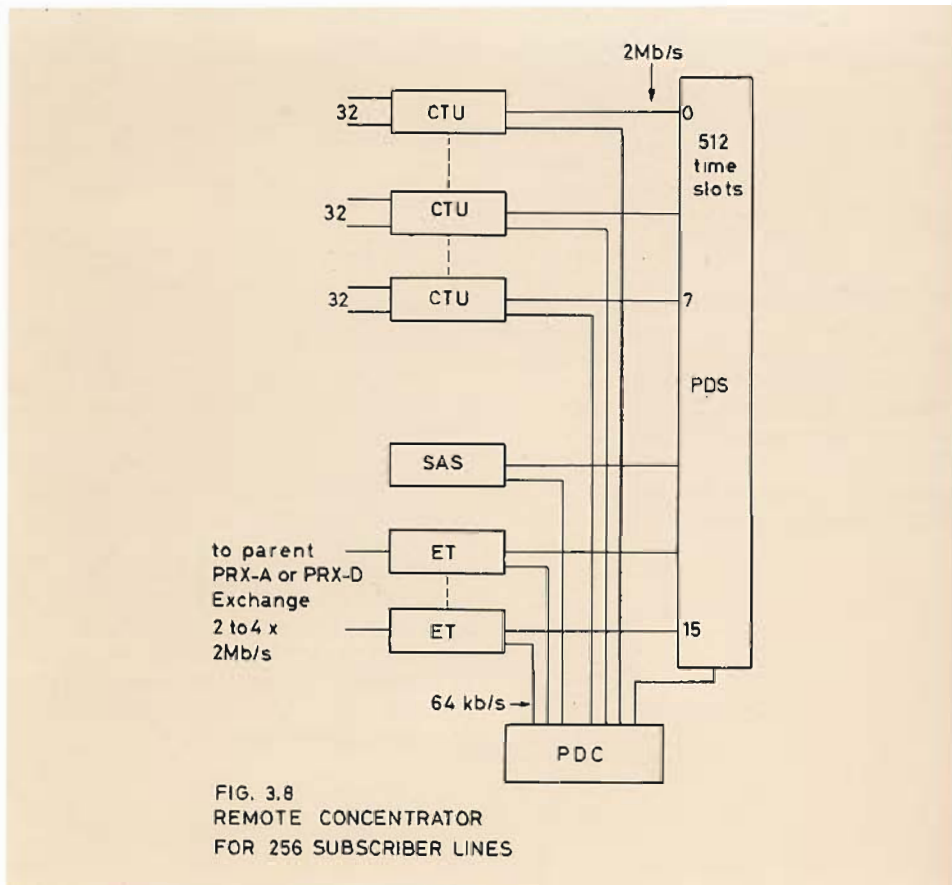 2Mb/s
32
CTU
0
512
time
slots
32
CTU
32
CTU
7
PDS
SAS
to parent
PRX-A or PRX-D
Exchange
2 to 4 x
2Mb/s
ET
ET
15
64 kb/s
PDC
FIG. 3.8
REMOTE CONCENTRATOR
FOR 256 SUBSCRIBER LINES